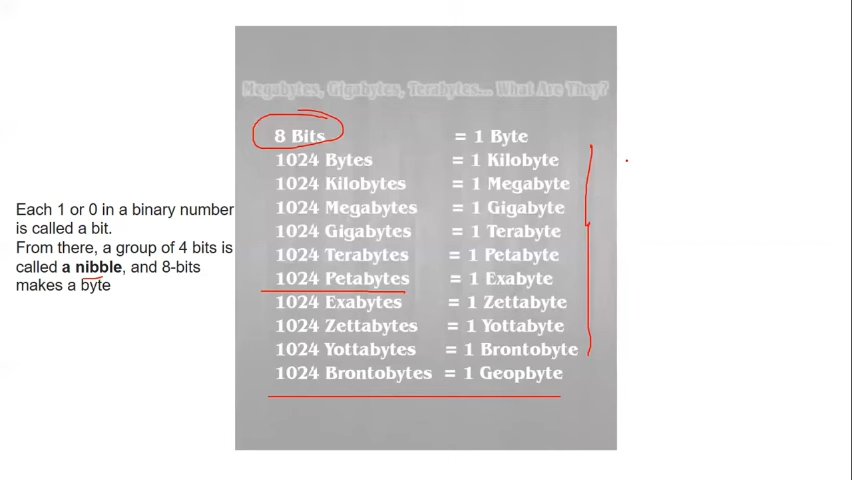 Megabytes, Gigabytes, Terabytes... What Are They?
8 Bits = 1 Byte
1024 Bytes = 1 Kilobyte
1024 Kilobytes = 1 Megabyte
1024 Megabytes = 1 Gigabyte
1024 Gigabytes = 1 Terabyte
1024 Terabytes = 1 Petabyte
1024 Petabytes = 1 Exabyte
1024 Exabytes = 1 Zettabyte
1024 Zettabytes = 1 Yottabyte
1024 Yottabytes = 1 Brontobyte
1024 Brontobytes = 1 Geopbyte
Each 1 or 0 in a binary number
is called a bit.
From there, a group of 4 bits is
called a nibble, and 8-bits
makes a byte